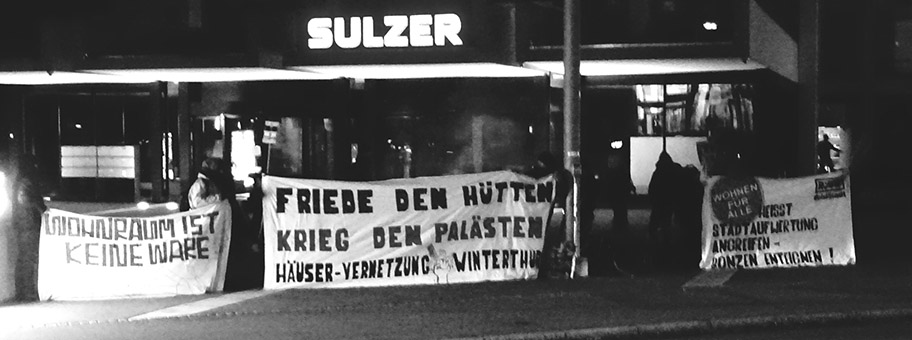 SULZER
WOHNRAUM IST
KEINE WARE
FRIEDE DEN HÜTTEN
KRIEG DEN PALÄSTEN
HÄUSER-VERNETZUNG WINTERTHUR
WOHNEN
FÜR
ALLE
HEISST
STADTAUFWERTUNG
ANGREIFEN -
BONZEN ENTEIGNEN !